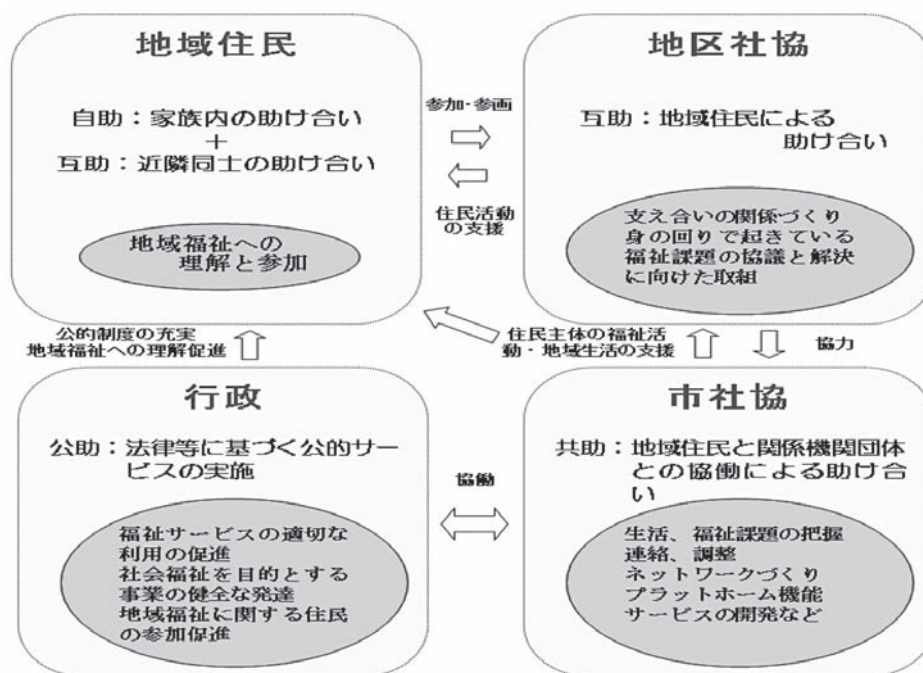 地域住民
自助：家族内の助け合い
＋
互助：近隣同士の助け合い
地域福祉への
理解と参加
参加･参画
住民活動
の支援
地区社協
互助：地域住民による
助け合い
支え合いの関係づくり
身の回りで起きている
福祉課題の協議と解決
に向けた取組
公的制度の充実
地域福祉への理解促進
住民主体の福祉活
動・地域生活の支援
協力
行政
公助：法律等に基づく公的サー
ビスの実施
福祉サービスの適切な
利用の促進
社会福祉を目的とする
事業の健全な発達
地域福祉に関する住民
の参加促進
協働
市社協
共助：地域住民と関係機関団体
との協働による助け合
い
生活、福祉課題の把握
連絡、調整
ネットワークづくり
プラットホーム機能
サービスの開発など